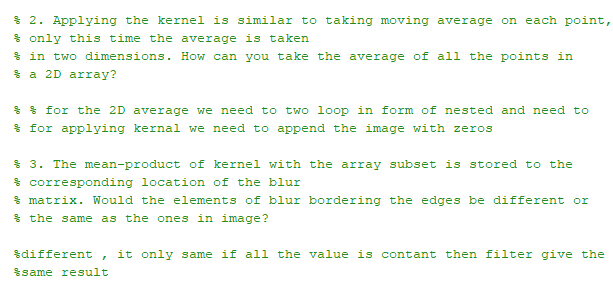 % 2. Applying the kernel is similar to taking moving average on each point,
% only this time the average is taken
% in two dimensions. How can you take the average of all the points in
% a 2D array?
% % for the 2D average we need to two loop in form of nested and need to
% for applying kernal we need to append the image with zeros
% 3. The mean-product of kernel with the array subset is stored to the
% corresponding location of the blur
% matrix. Would the elements of blur bordering the edges be different or
% the same as the ones in image?
%different , it only same if all the value is contant then filter give the
%same result